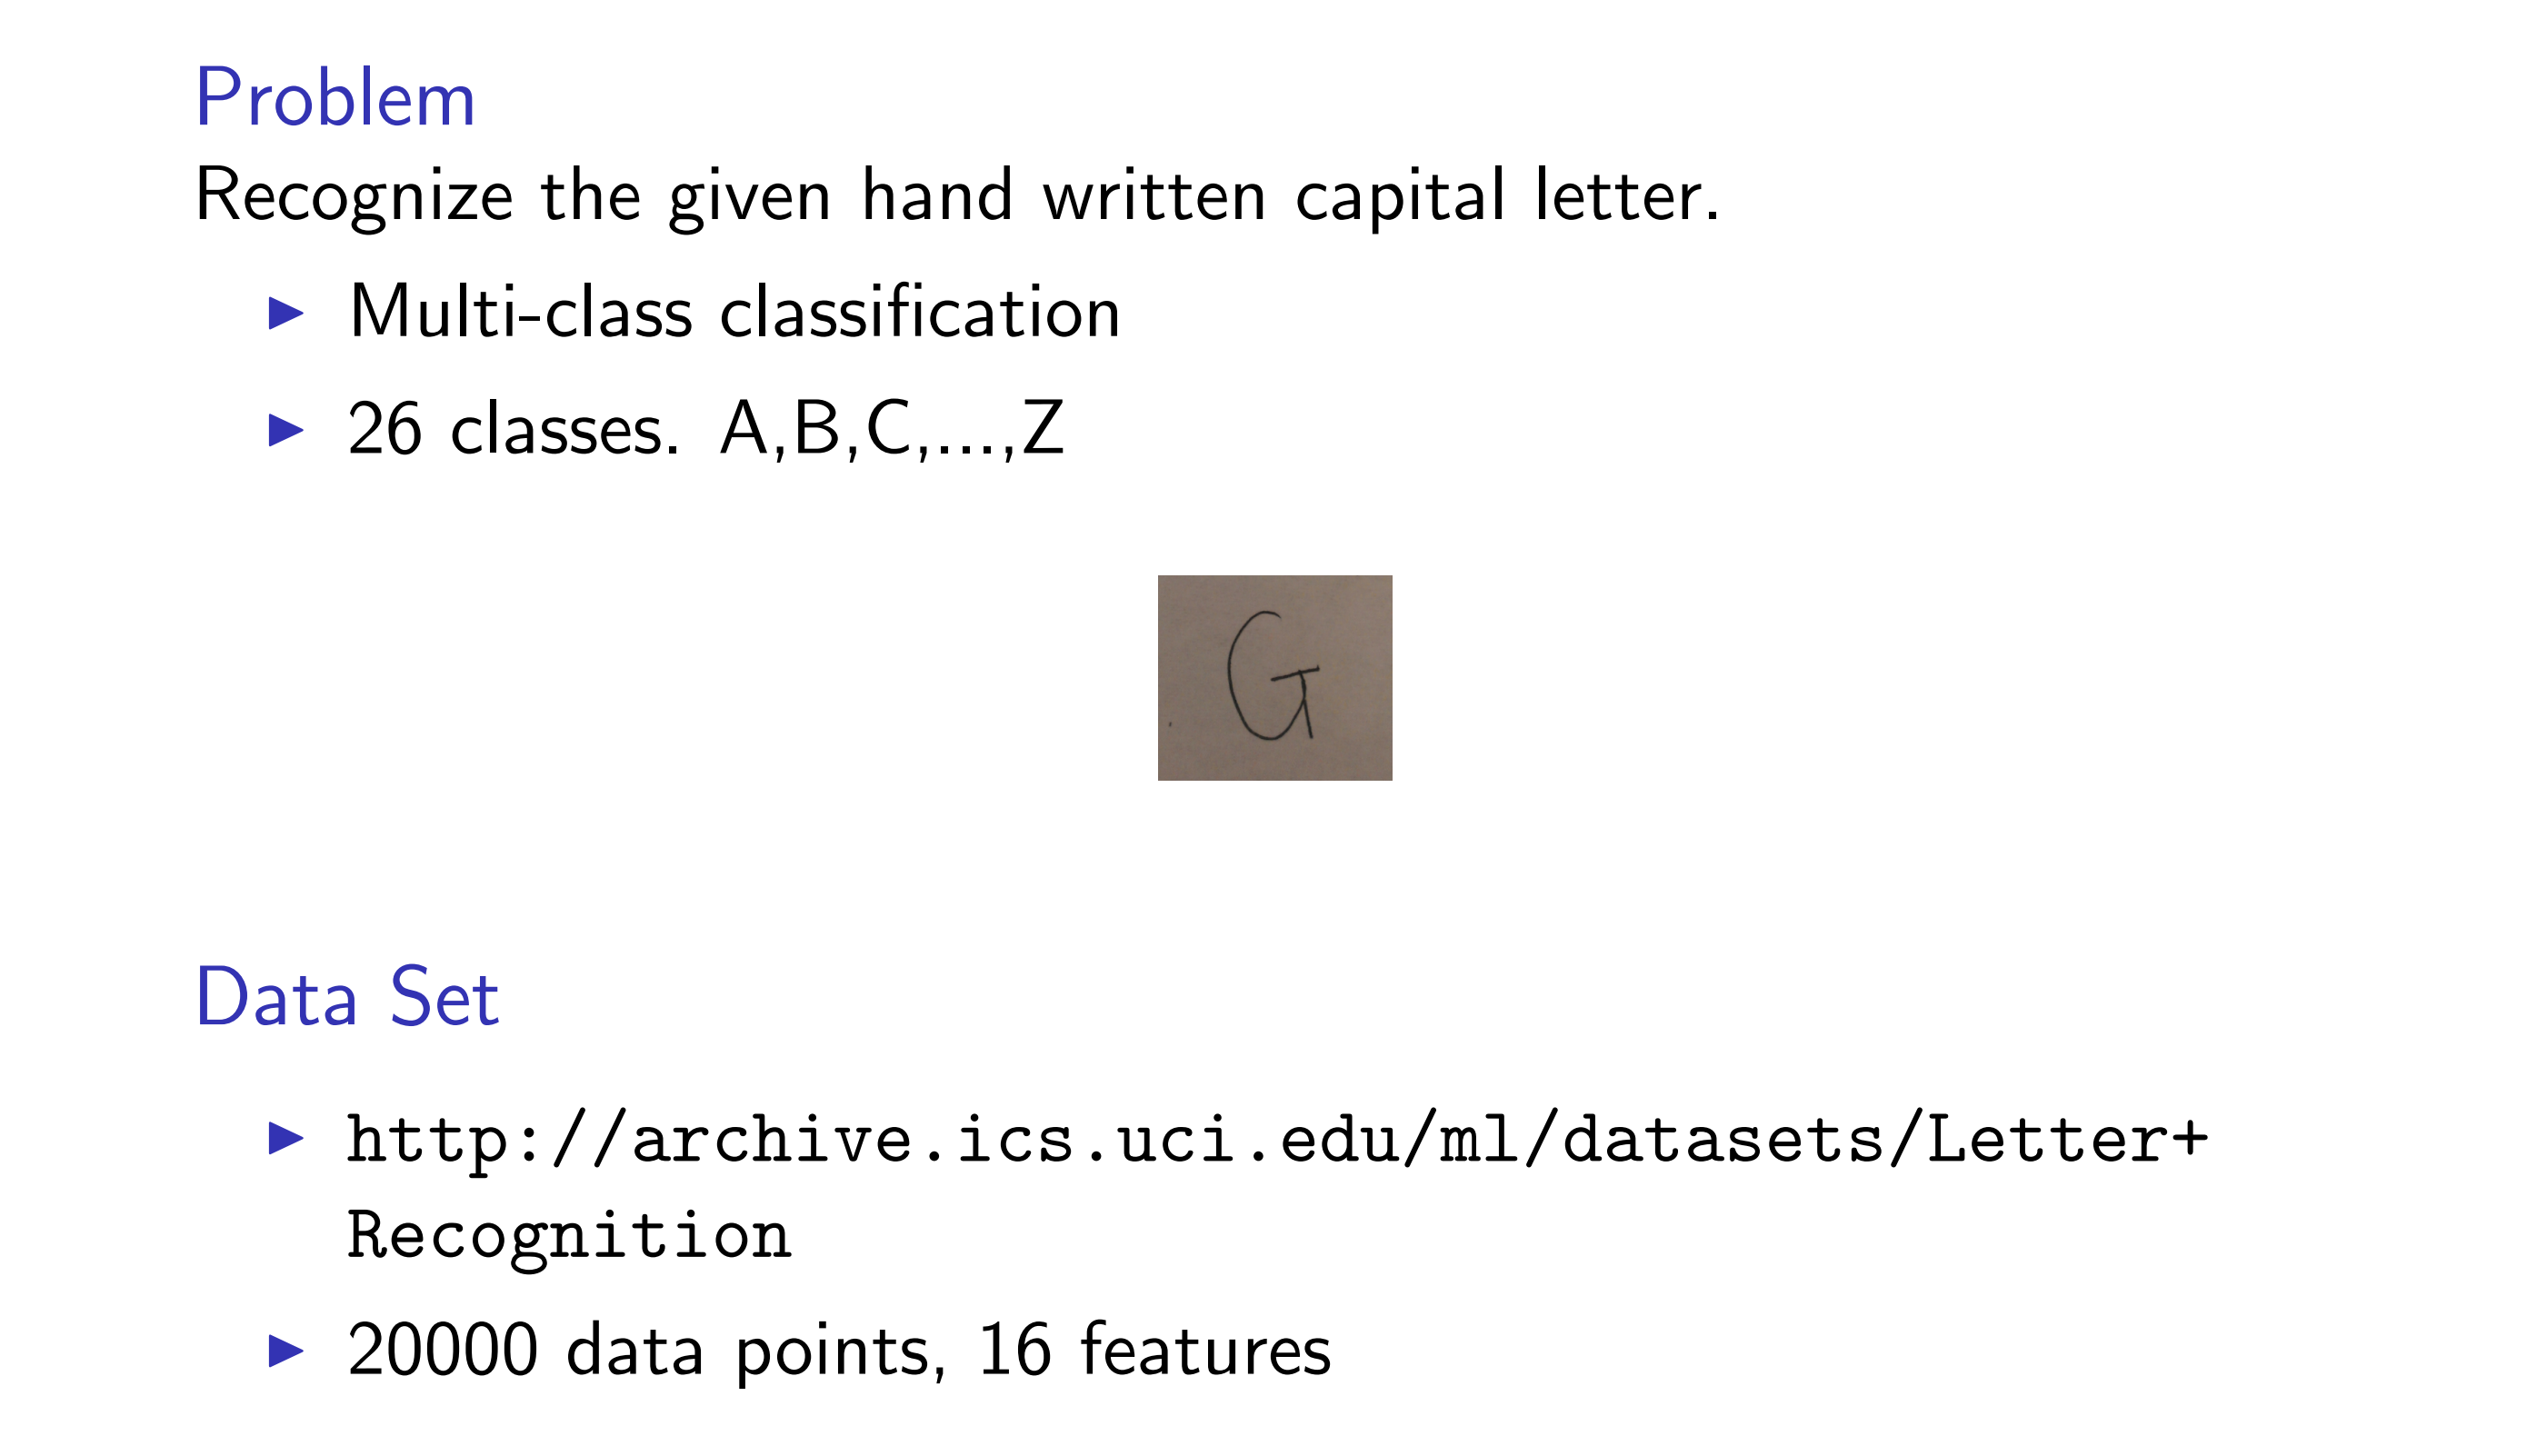 Problem
Recognize the given hand written capital letter.
Multi-class classification
26 classes. A,B,C,...,Z
G
Data Set
http://archive.ics.uci.edu/ml/datasets/Letter+
Recognition
20000 data points, 16 features